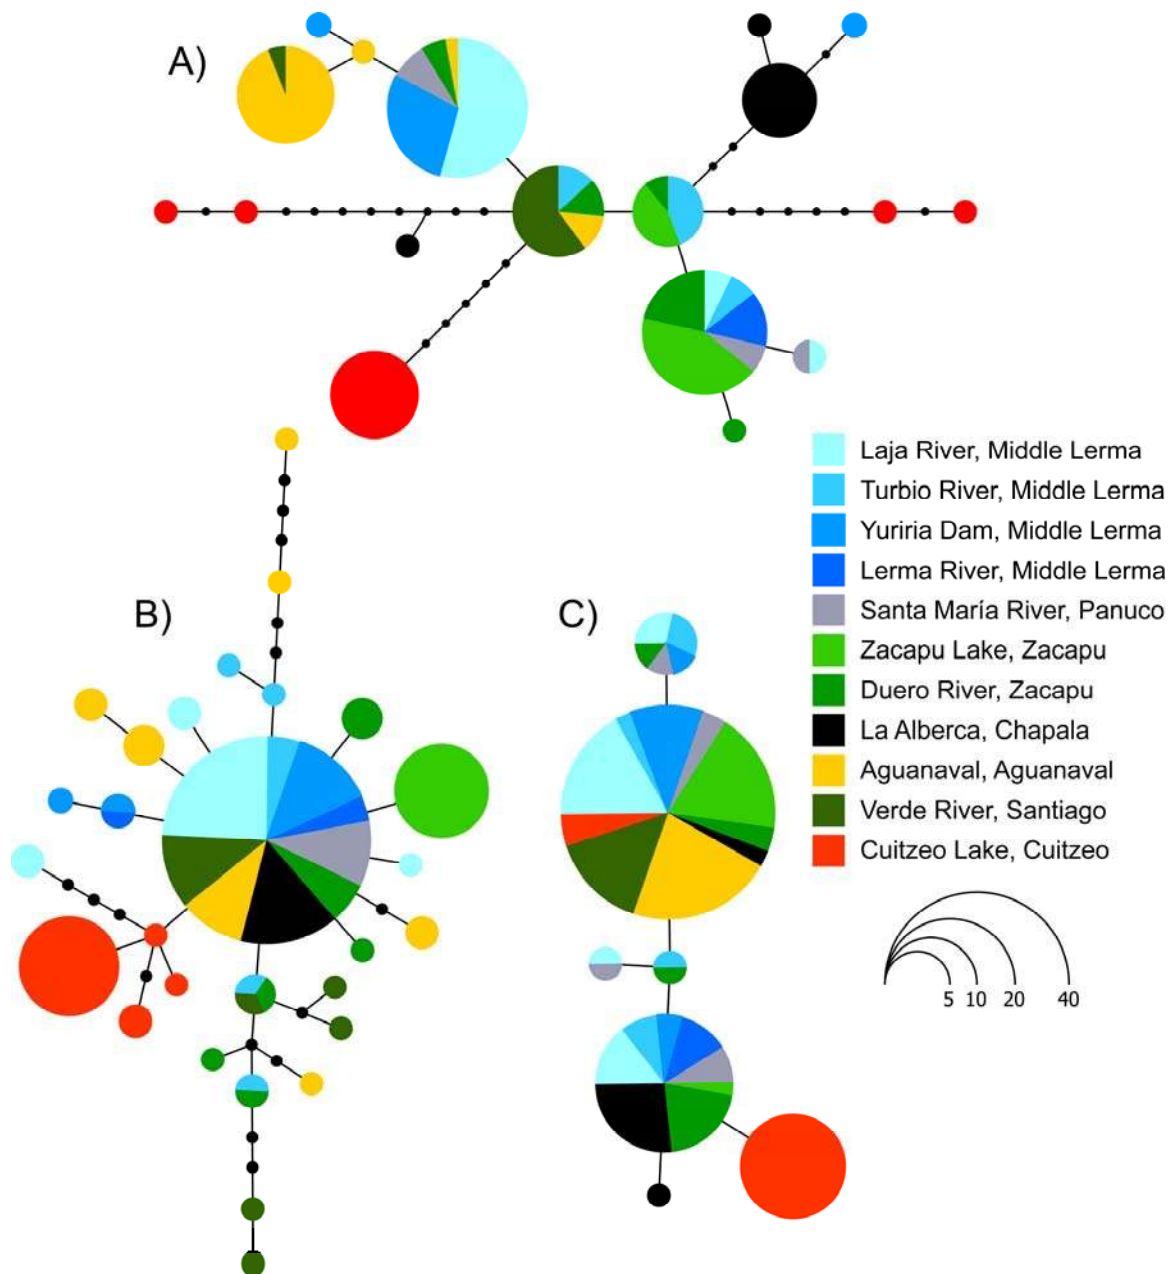 A)
B)
C)
Laja River, Middle Lerma
Turbio River, Middle Lerma
Yuriria Dam, Middle Lerma
Lerma River, Middle Lerma
Santa María River, Panuco
Zacapu Lake, Zacapu
Duero River, Zacapu
La Alberca, Chapala
Aguanaval, Aguanaval
Verde River, Santiago
Cuitzeo Lake, Cuitzeo
5 10 20 40